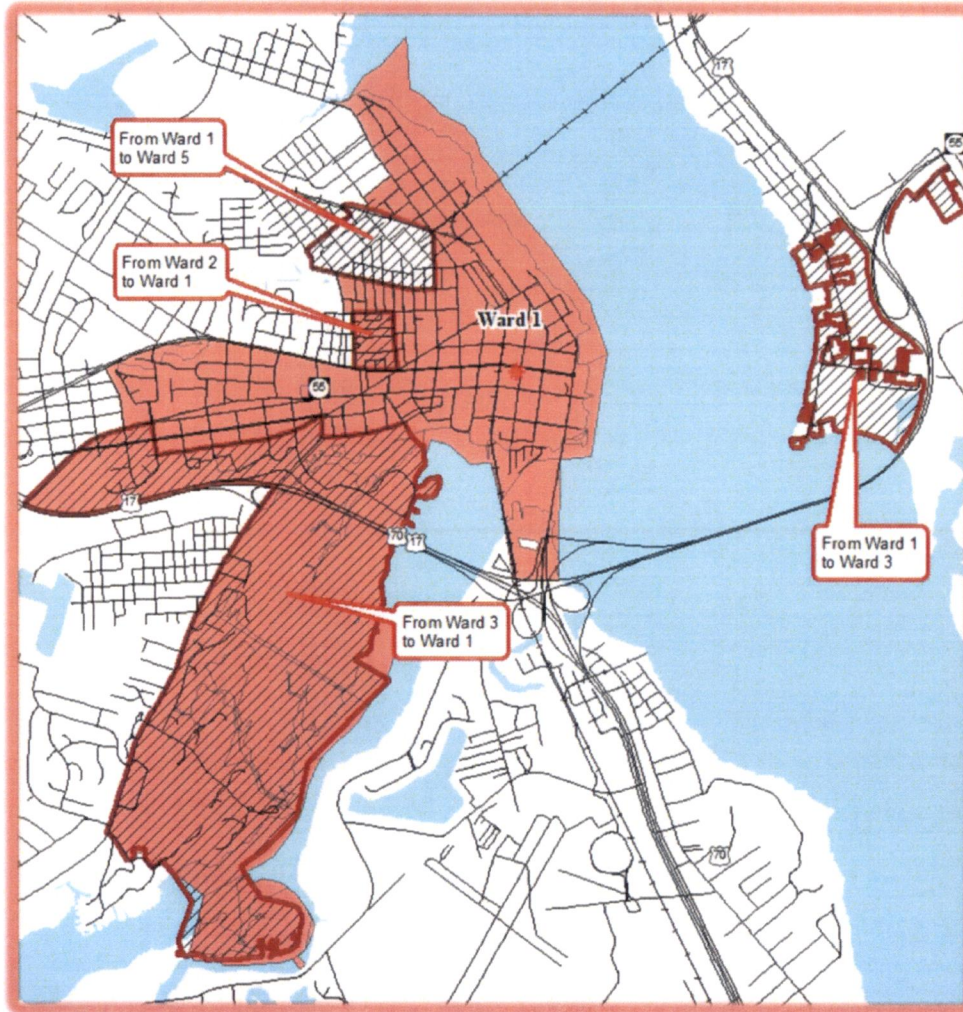 17
55
From Ward 1
to Ward 5
From Ward 2
to Ward 1
Ward 1
55
17
70
17
From Ward 1
to Ward 3
From Ward 3
to Ward 1
70